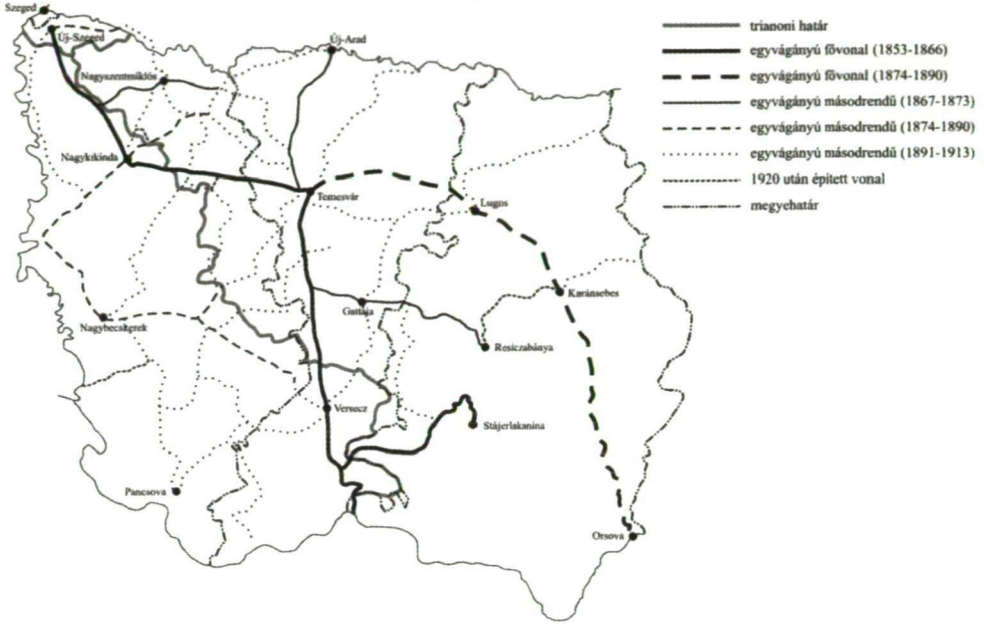 Szeged
Új-Szeged
Új-Arad
Nagyszentmiklós
Nagykikinda
Temesvár
Lugos
Karánsebes
Gattaja
Nagybecskerek
Resiczabánya
Versecz
Stájerlakanina
Pancsova
Orsova
trianoni határ
egyvágányú fővonal (1853-1866)
egyvágányú fővonal (1874-1890)
egyvágányú másodrendű (1867-1873)
egyvágányú másodrendű (1874-1890)
egyvágányú másodrendű (1891-1913)
1920 után épített vonal
megyehatár